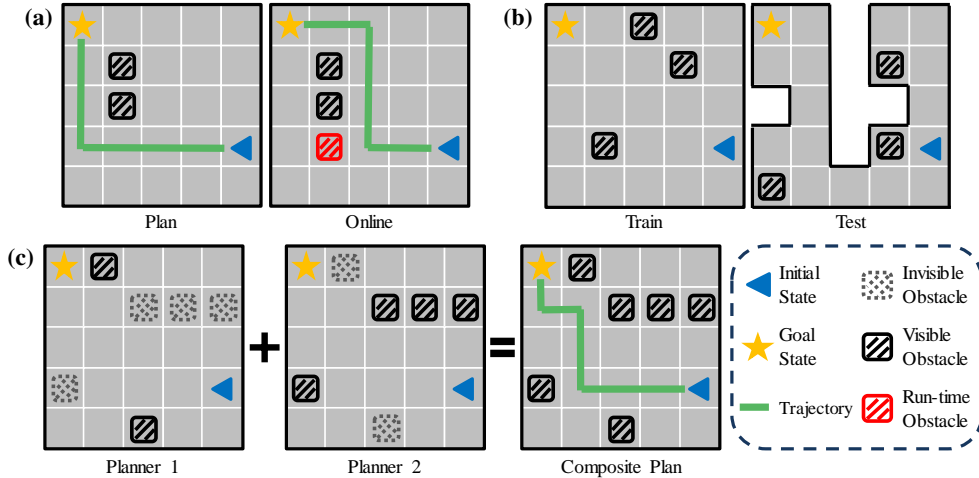 (a)
Plan
Online
(b)
Train
Test
(c)
Planner 1
+
Planner 2
=
Composite Plan
Initial
State
Invisible
Obstacle
Goal
State
Visible
Obstacle
Trajectory
Run-time
Obstacle